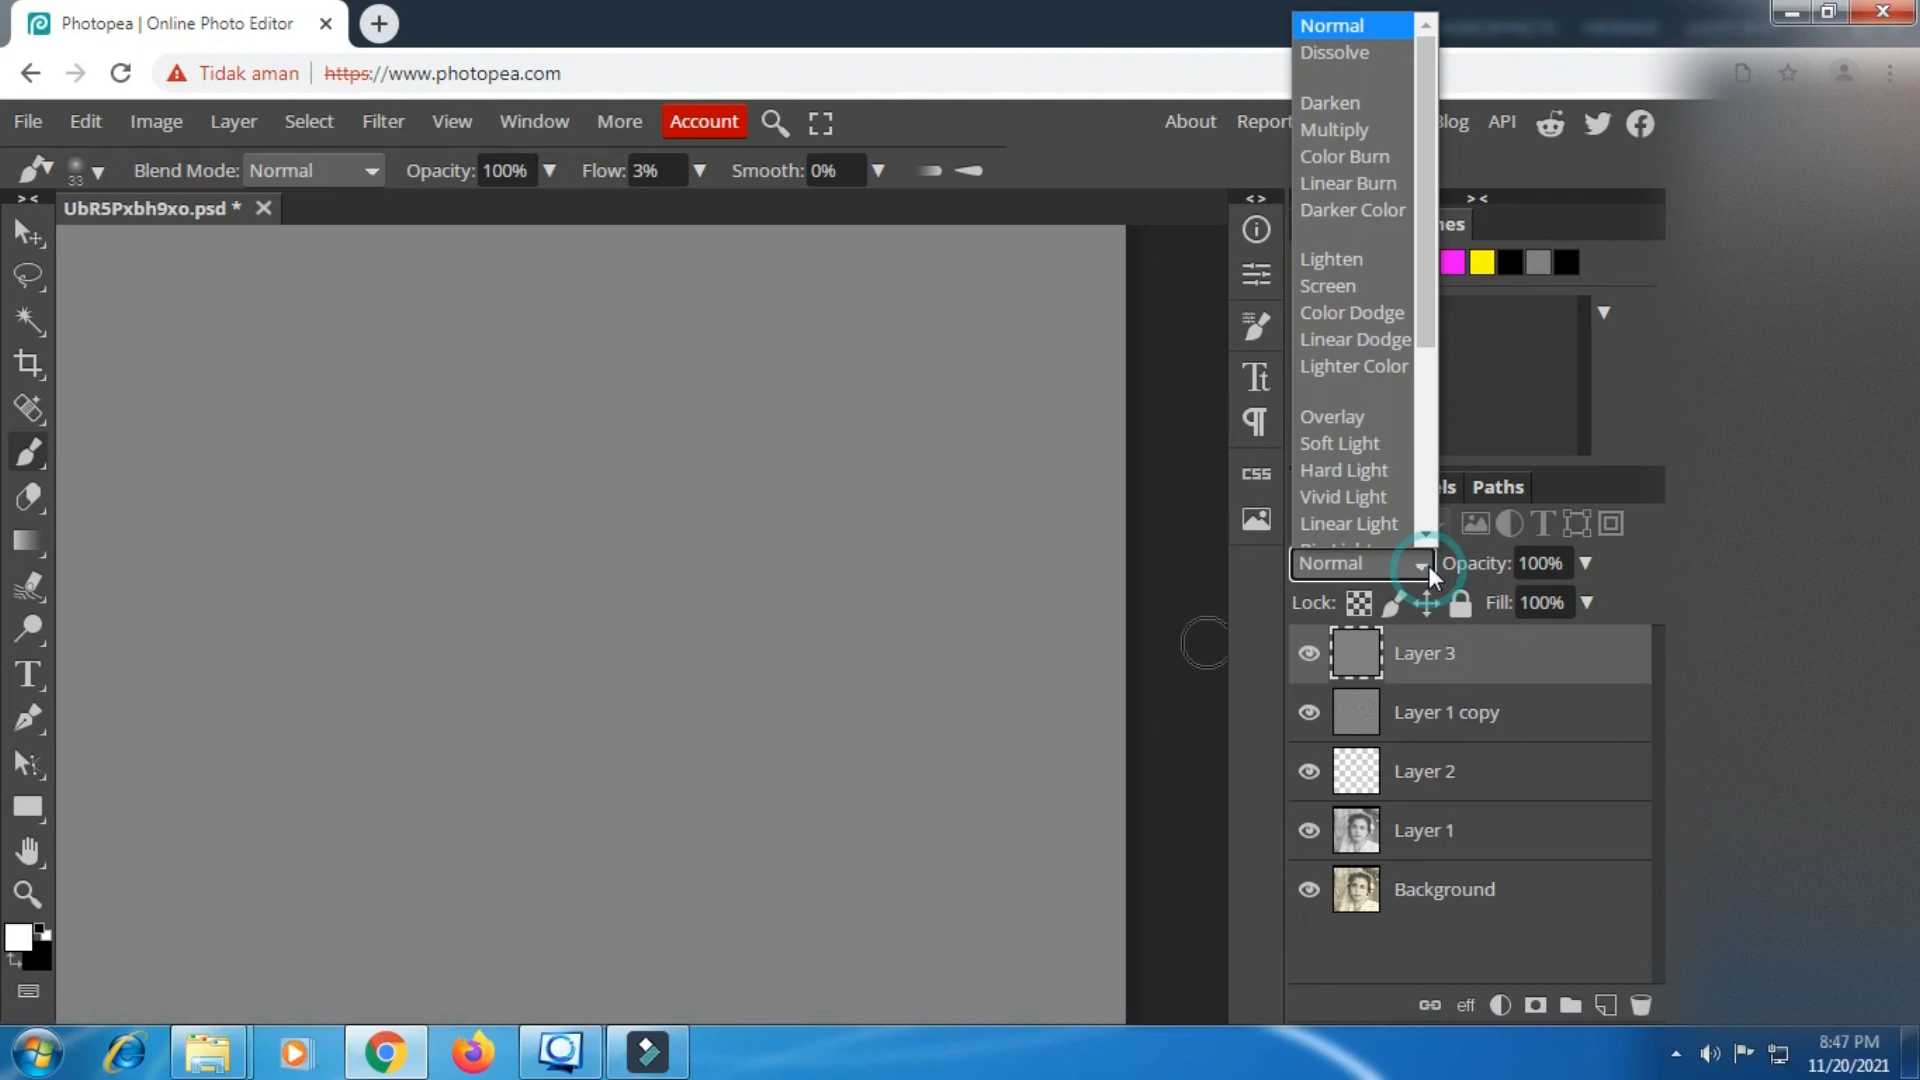 Photopea | Online Photo Editor
Tidak aman | https://www.photopea.com
File Edit Image Layer Select Filter View Window More Account
About Report Blog API
33 Blend Mode: Normal Opacity: 100% Flow: 3% Smooth: 0%
UbR5Pxbh9xo.psd *
Normal
Dissolve
Darken
Multiply
Color Burn
Linear Burn
Darker Color
Lighten
Screen
Color Dodge
Linear Dodge
Lighter Color
Overlay
Soft Light
Hard Light
Vivid Light
Linear Light
CSS
Paths
Normal Opacity: 100%
Lock: Fill: 100%
Layer 3
Layer 1 copy
Layer 2
Layer 1
Background
eff
8:47 PM
11/20/2021